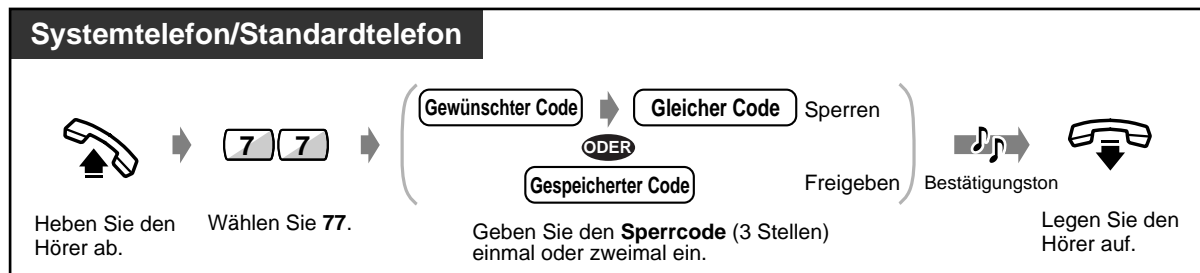 Systemtelefon/Standardtelefon
Gewünschter Code Gleicher Code Sperren
7 7
ODER
Gespeicherter Code Freigeben
Bestätigungston
Heben Sie den
Hörer ab.
Wählen Sie 77.
Geben Sie den Sperrcode (3 Stellen)
einmal oder zweimal ein.
Legen Sie den
Hörer auf.